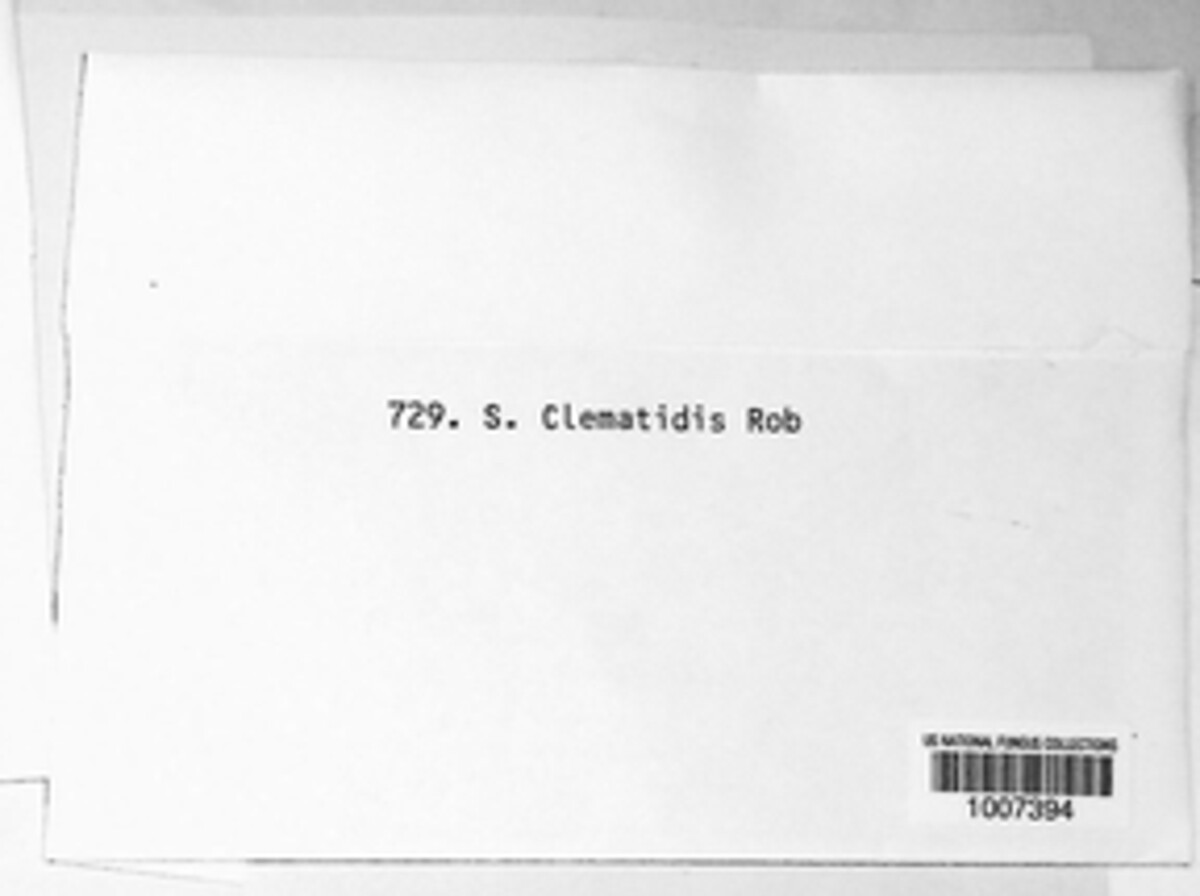 729. S. Clematidis Rob
US NATIONAL FUNGUS COLLECTIONS
1007394